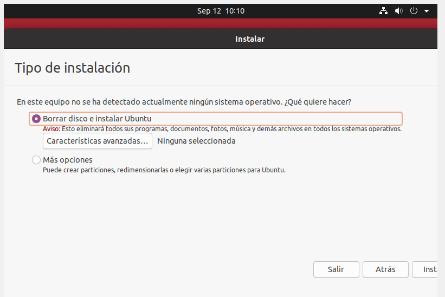 Sep 12 10:10
Instalar
Tipo de instalación
En este equipo no se ha detectado actualmente ningún sistema operativo. ¿Qué quiere hacer?
Borrar disco e instalar Ubuntu
Aviso: Esto eliminará todos sus programas, documentos, fotos, música y demás archivos en todos los sistemas operativos.
Características avanzadas... Ninguna seleccionada
Más opciones
Puede crear particiones, redimensionarlas o elegir varias particiones para Ubuntu.
Salir Atrás Inst